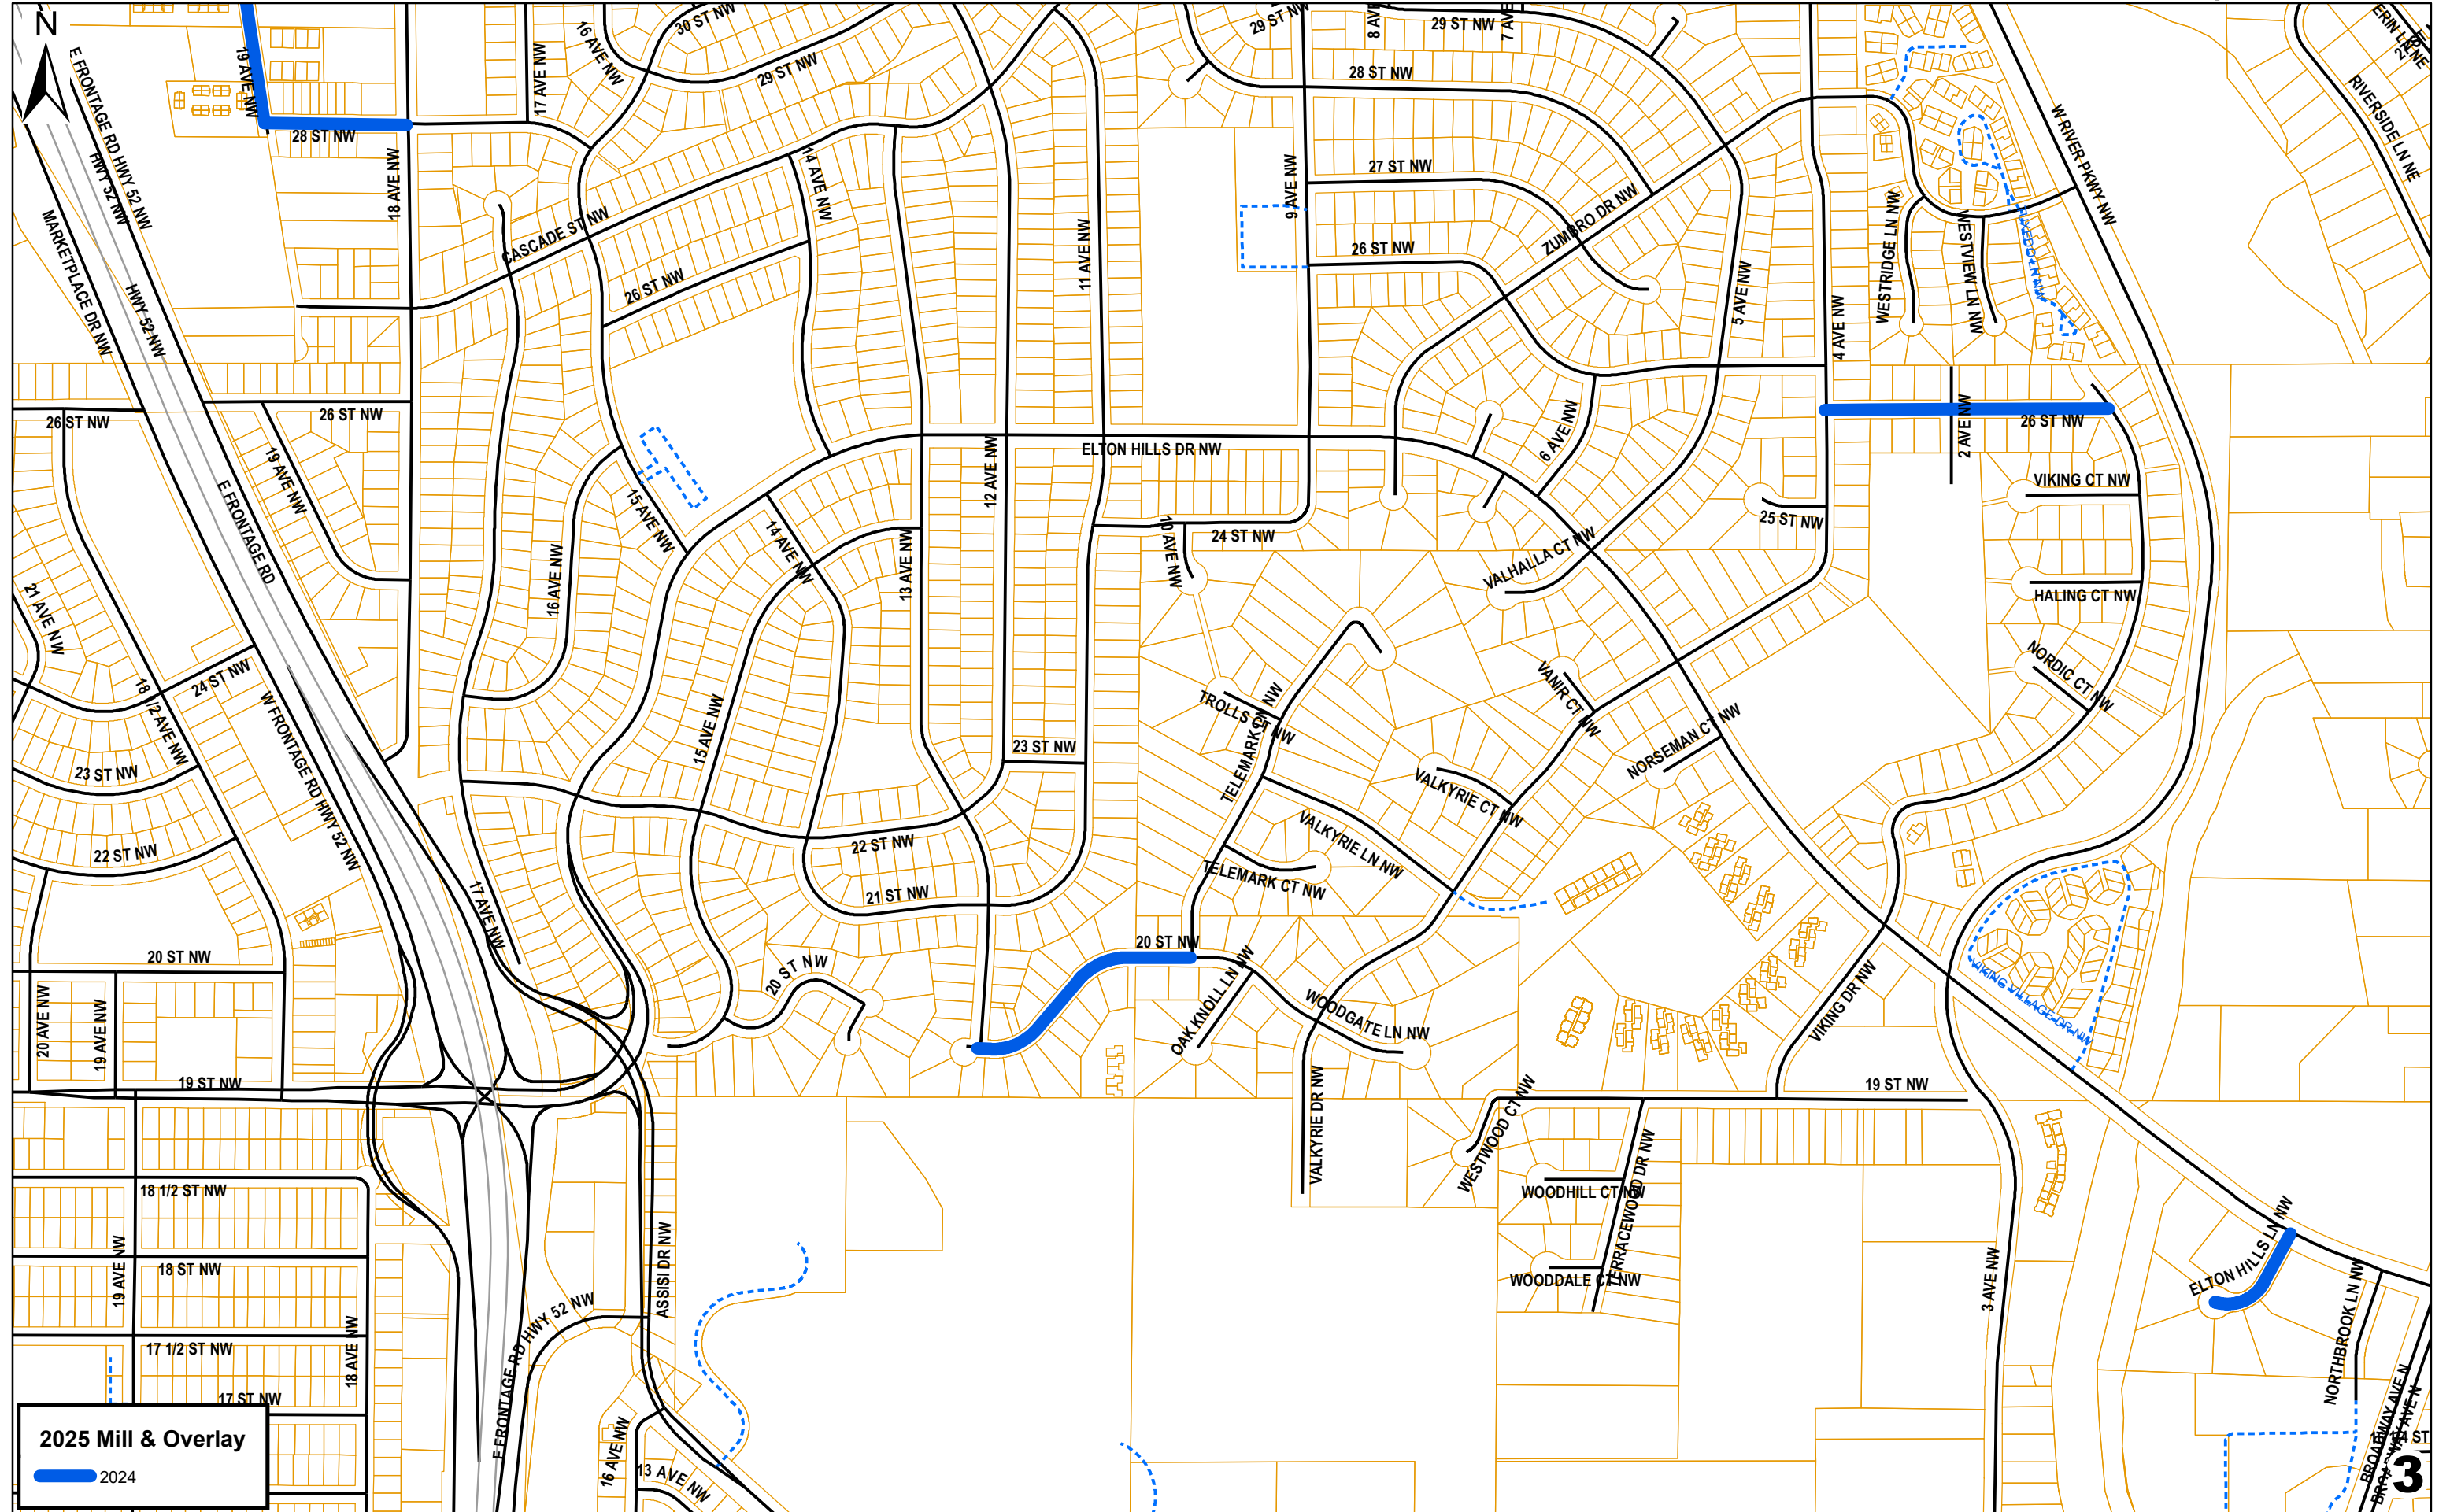 N
30 ST NW
29 ST NW
8 AVE
29 ST NW
7 AVE
16 AVE NW
E FRONTAGE RD HWY 52 NW
19 AVE NW
17 AVE NW
29 ST NW
28 ST NW
RIVERSIDE LN NE
28 ST NW
W RIVER PKWY NW
HWY 52 NW
18 AVE NW
14 AVE NW
9 AVE NW
27 ST NW
ZUMBRO DR NW
CASCADE ST NW
26 ST NW
11 AVE NW
26 ST NW
5 AVE NW
WESTRIDGE LN NW
WESTVIEW LN NW
MARKETPLACE DR NW
HWY 52 NW
4 AVE NW
26 ST NW
26 ST NW
19 AVE NW
E FRONTAGE RD
15 AVE NW
12 AVE NW
ELTON HILLS DR NW
6 AVE NW
2 AVE NW
26 ST NW
VIKING CT NW
25 ST NW
14 AVE NW
10 AVE NW
24 ST NW
VALHALLA CT NW
13 AVE NW
16 AVE NW
HALING CT NW
21 AVE NW
24 ST NW
18 1/2 AVE NW
W FRONTAGE RD HWY 52 NW
NORDIC CT NW
VANIR CT NW
TROLLS CT NW
TELEMARK LN NW
NORSEMAN CT NW
15 AVE NW
23 ST NW
23 ST NW
VALKYRIE CT NW
VALKYRIE LN NW
22 ST NW
22 ST NW
TELEMARK CT NW
21 ST NW
17 AVE NW
20 ST NW
20 ST NW
20 ST NW
OAK KNOLL LN NW
WOODGATE LN NW
VIKING DR NW
VIKING VILLAGE DR NW
20 AVE NW
19 AVE NW
19 ST NW
19 ST NW
VALKYRIE DR NW
WESTWOOD CT NW
TERRACEWOOD DR NW
WOODHILL CT NW
18 1/2 ST NW
19 AVE NW
18 ST NW
ASSISI DR NW
WOODDALE CT NW
3 AVE NW
ELTON HILLS LN NW
NORTHBROOK LN NW
17 1/2 ST NW
18 AVE NW
E FRONTAGE RD HWY 52 NW
17 ST NW
16 AVE NW
13 AVE NW
BROADWAY AVE N
BROADWAY AVE N
2025 Mill & Overlay
2024
3